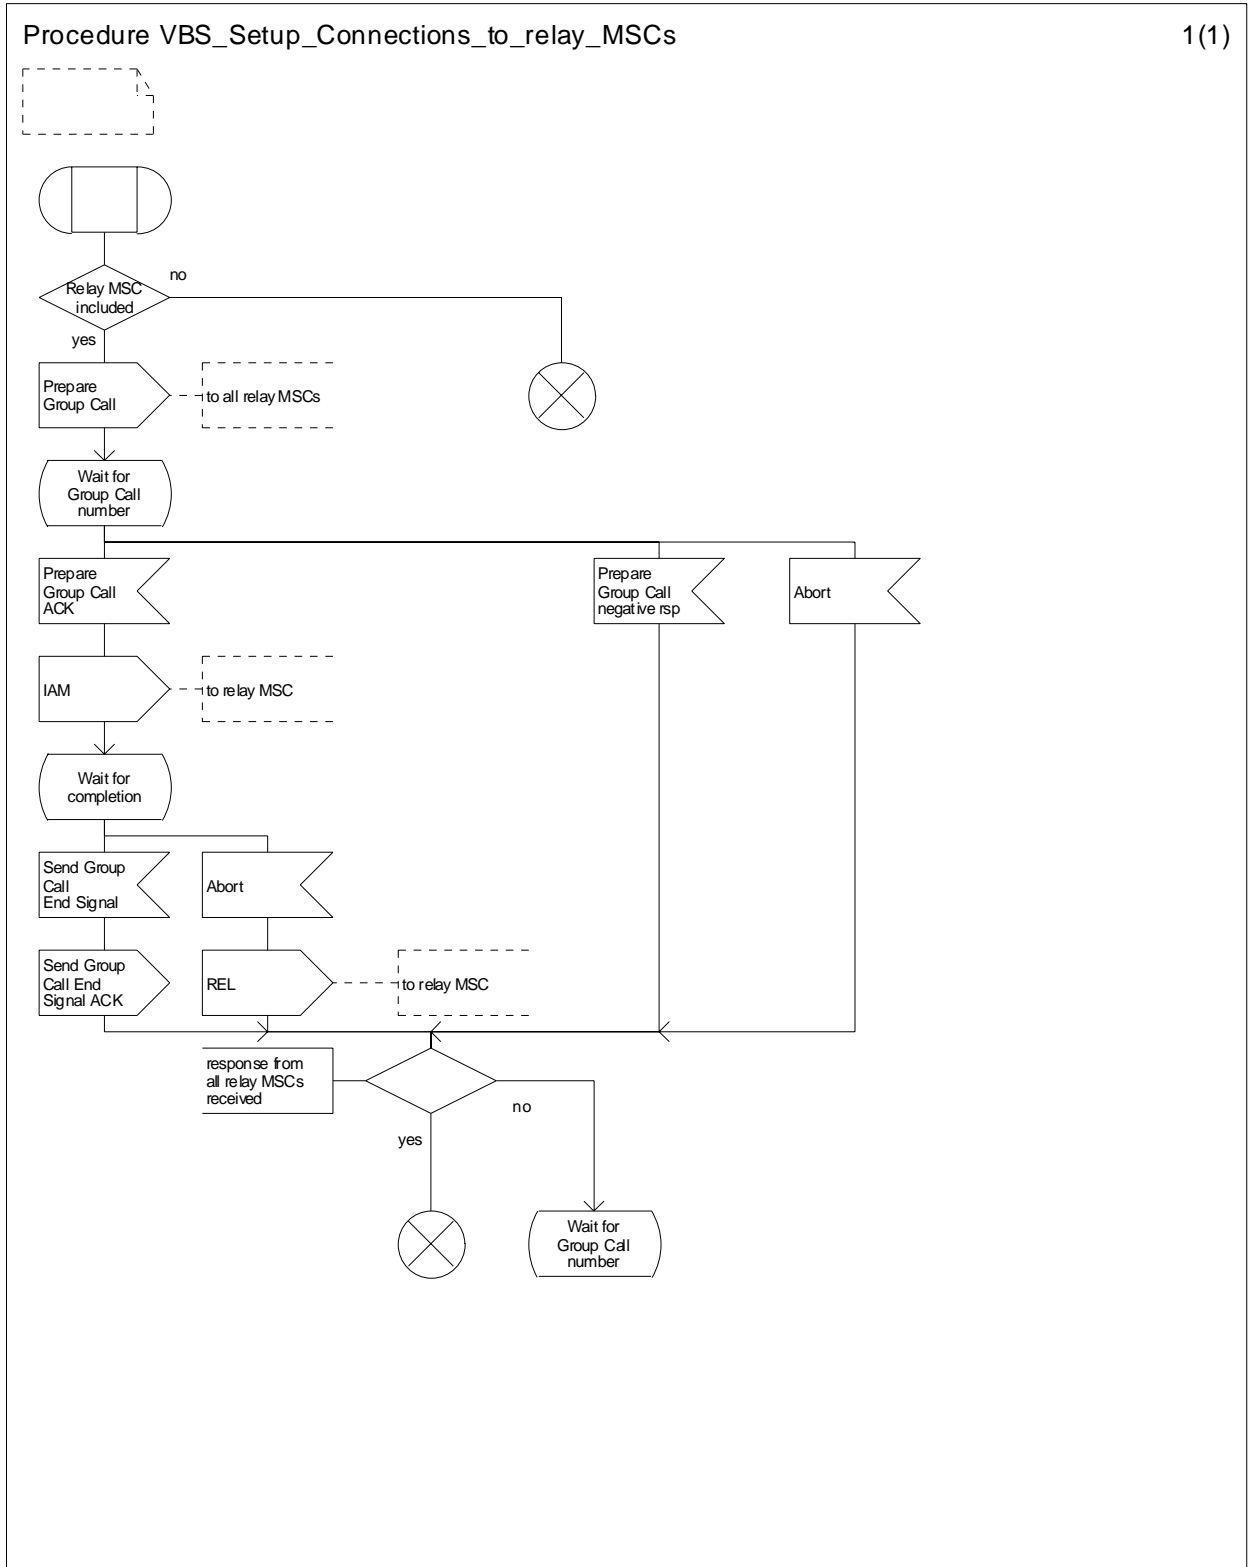 Procedure VBS_Setup_Connections_to_relay_MSCs
1(1)
Relay MSC
included
no
yes
Prepare
Group Call
to all relay MSCs
Wait for
Group Call
number
Prepare
Group Call
ACK
Prepare
Group Call
negative rsp
Abort
IAM
to relay MSC
Wait for
completion
Send Group
Call
End Signal
Abort
Send Group
Call End
Signal ACK
REL
to relay MSC
response from
all relay MSCs
received
no
yes
Wait for
Group Call
number